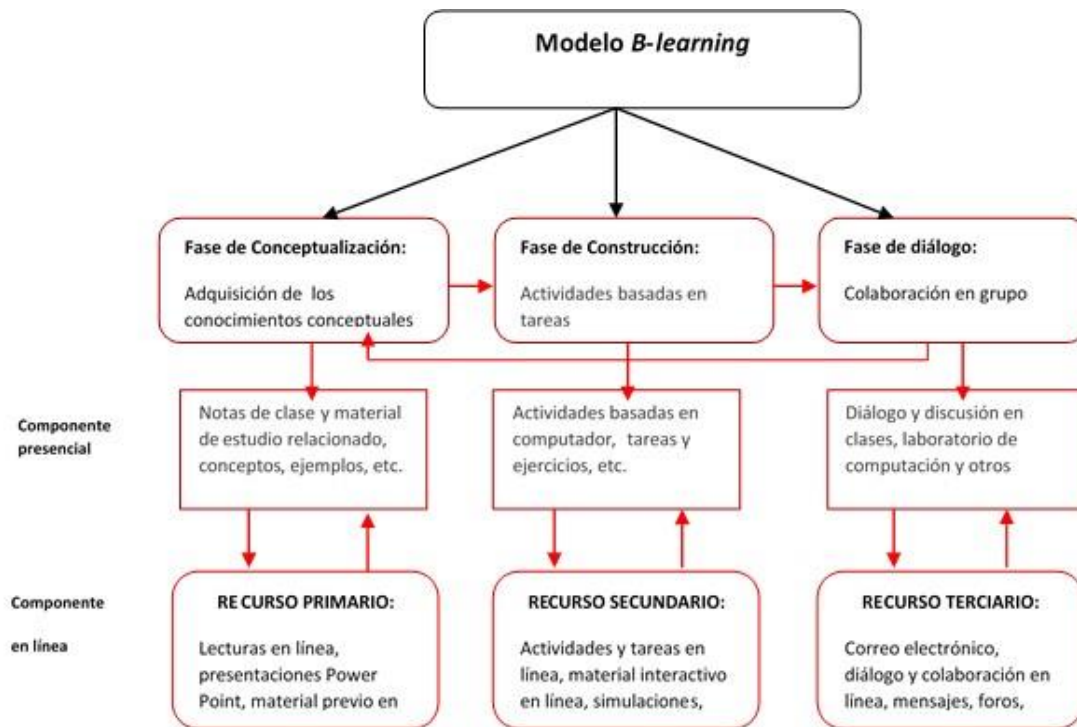 Modelo B-learning
Fase de Conceptualización:
Adquisición de los
conocimientos conceptuales
Fase de Construcción:
Actividades basadas en
tareas
Fase de diálogo:
Colaboración en grupo
Componente
presencial
Notas de clase y material
de estudio relacionado,
conceptos, ejemplos, etc.
Actividades basadas en
computador, tareas y
ejercicios, etc.
Diálogo y discusión en
clases, laboratorio de
computación y otros
Componente
en línea
RECURSO PRIMARIO:
Lecturas en línea,
presentaciones Power
Point, material previo en
RECURSO SECUNDARIO:
Actividades y tareas en
línea, material interactivo
en línea, simulaciones,
RECURSO TERCIARIO:
Correo electrónico,
diálogo y colaboración en
línea, mensajes, foros,